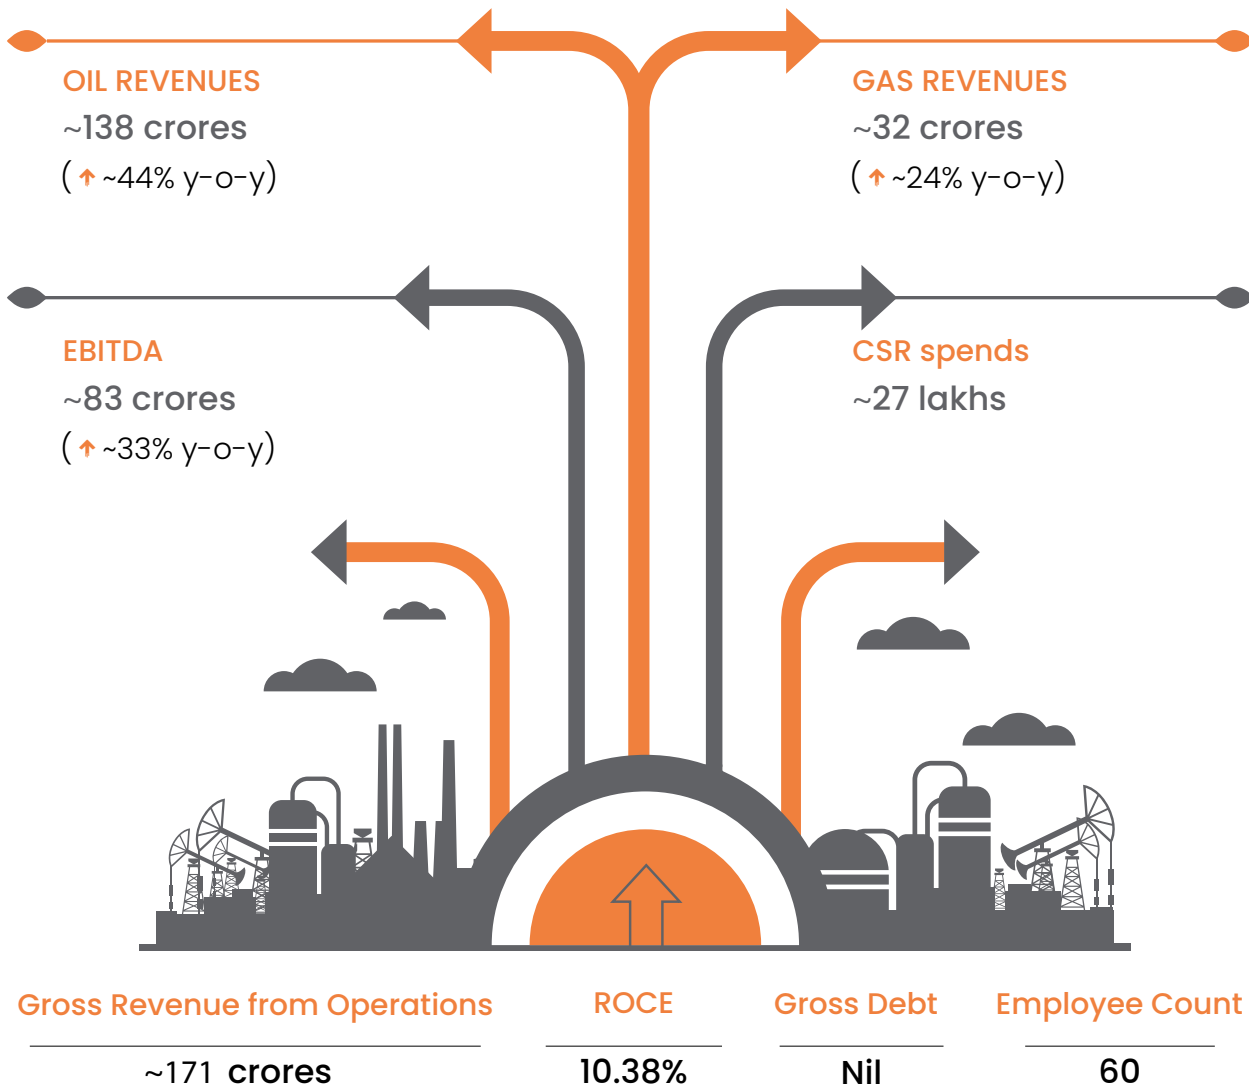 OIL REVENUES
~138 crores
(↑ ~44% y-o-y)
GAS REVENUES
~32 crores
(↑ ~24% y-o-y)
EBITDA
~83 crores
(↑ ~33% y-o-y)
CSR spends
~27 lakhs
Gross Revenue from Operations
~171 crores
ROCE
10.38%
Gross Debt
Nil
Employee Count
60